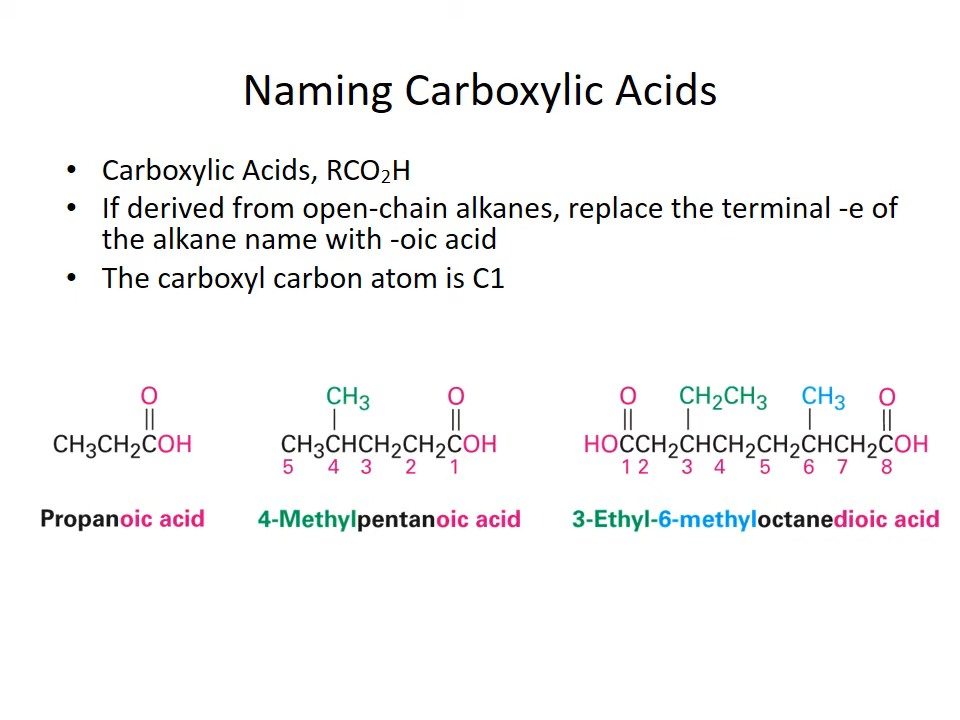 Naming Carboxylic Acids
• Carboxylic Acids, RCO₂H
• If derived from open-chain alkanes, replace the terminal -e of
the alkane name with -oic acid
• The carboxyl carbon atom is C1
O
CH₃CH₂COH
Propanoic acid
CH₃ O
CH₃CHCH₂CH₂COH
5 4 3 2 1
4-Methylpentanoic acid
O CH₂CH₃ CH₃ O
HOCCH₂CHCH₂CH₂CHCH₂COH
1 2 3 4 5 6 7 8
3-Ethyl-6-methyloctanedioic acid